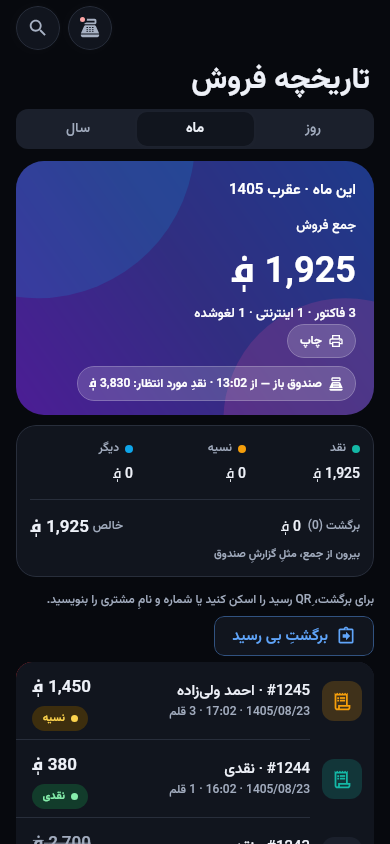 تاریخچه فروش
روز
ماه
سال
این ماه · عقرب 1405
جمع فروش
1,925 ؋
3 فاکتور · 1 اینترنتی · 1 لغوشده
چاپ
صندوق باز — از 13:02 · نقدِ مورد انتظار: 3,830 ؋
نقد
نسیه
دیگر
1,925 ؋
0 ؋
0 ؋
برگشت (0) 0 ؋
خالص 1,925 ؋
بیرون از جمع، مثلِ گزارشِ صندوق
برای برگشت، QR رسید را اسکن کنید یا شماره و نامِ مشتری را بنویسید.
برگشتِ بی رسید
#1245 · احمد ولی‌زاده
1,450 ؋
1405/08/23 · 17:02 · 3 قلم
نسیه
#1244 · نقدی
380 ؋
1405/08/23 · 16:02 · 1 قلم
نقدی
2,700 ؋